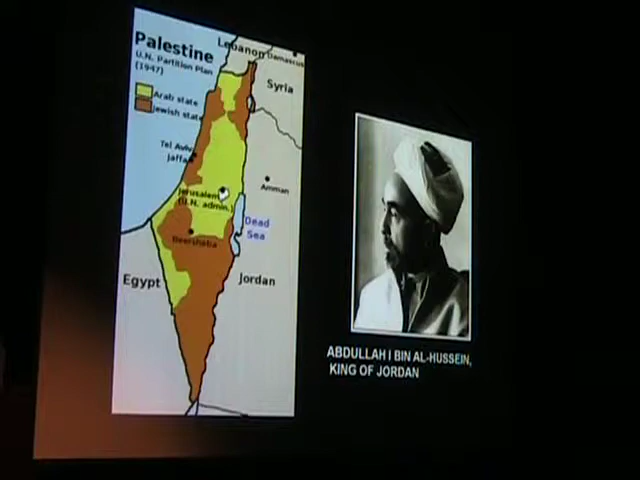 Palestine
U.N. Partition Plan
(1947)
Arab state
Jewish state
Lebanon
Damascus
Syria
Tel Aviv
Jaffa
Amman
Jerusalem
(U.N. admin.)
Dead
Sea
Beersheba
Egypt
Jordan
ABDULLAH I BIN AL-HUSSEIN,
KING OF JORDAN